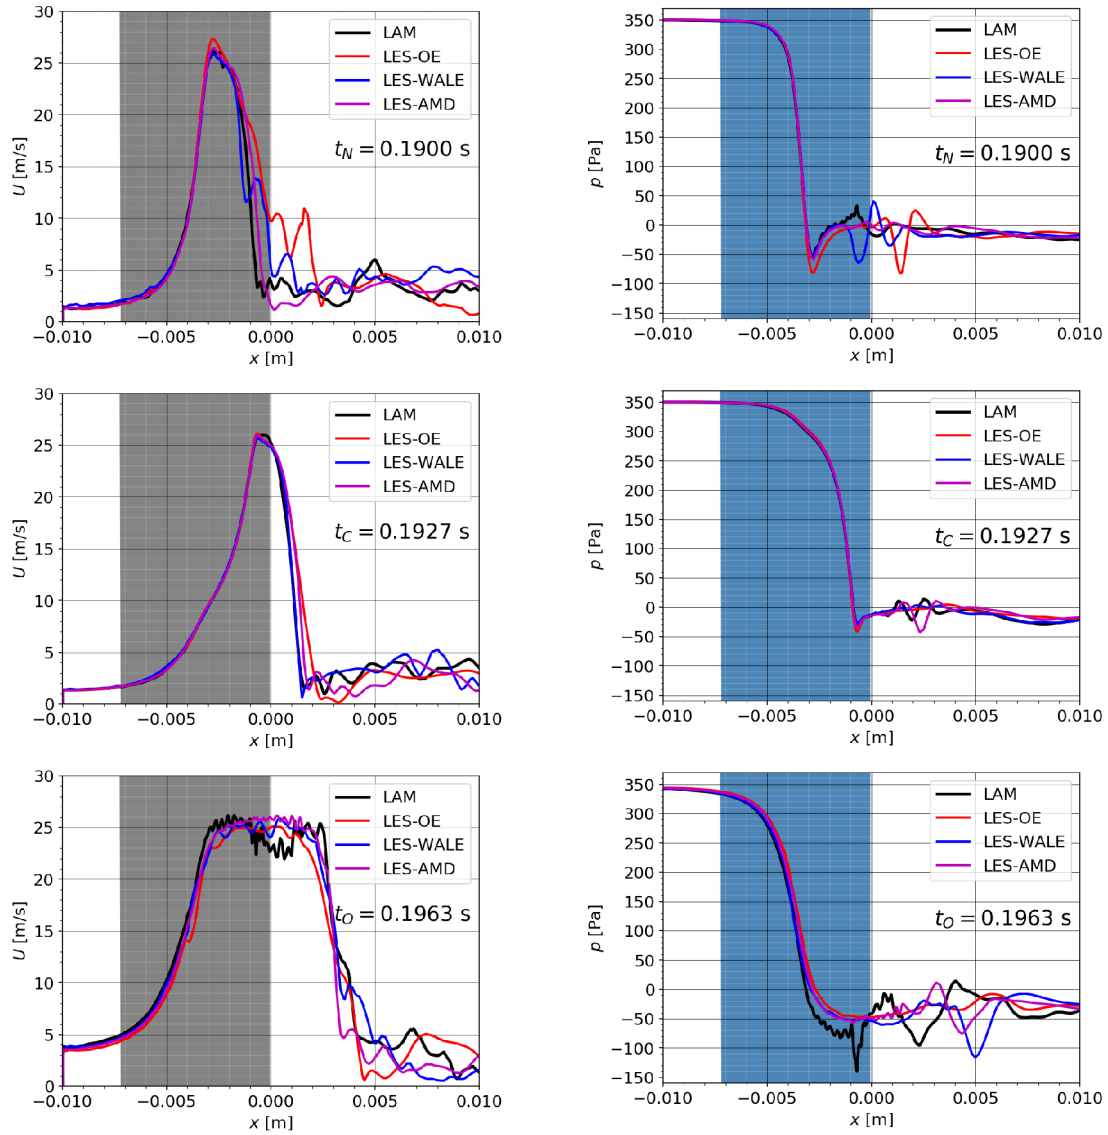 30
25
20
15
10
5
0
U [m/s]
LAM
LES-OE
LES-WALE
LES-AMD
t_N = 0.1900 s
−0.010 −0.005 0.000 0.005 0.010
x [m]
350
300
250
200
150
100
50
0
−50
−100
−150
p [Pa]
LAM
LES-OE
LES-WALE
LES-AMD
t_N = 0.1900 s
−0.010 −0.005 0.000 0.005 0.010
x [m]
30
25
20
15
10
5
0
U [m/s]
LAM
LES-OE
LES-WALE
LES-AMD
t_C = 0.1927 s
−0.010 −0.005 0.000 0.005 0.010
x [m]
350
300
250
200
150
100
50
0
−50
−100
−150
p [Pa]
LAM
LES-OE
LES-WALE
LES-AMD
t_C = 0.1927 s
−0.010 −0.005 0.000 0.005 0.010
x [m]
30
25
20
15
10
5
0
U [m/s]
LAM
LES-OE
LES-WALE
LES-AMD
t_O = 0.1963 s
−0.010 −0.005 0.000 0.005 0.010
x [m]
350
300
250
200
150
100
50
0
−50
−100
−150
p [Pa]
LAM
LES-OE
LES-WALE
LES-AMD
t_O = 0.1963 s
−0.010 −0.005 0.000 0.005 0.010
x [m]